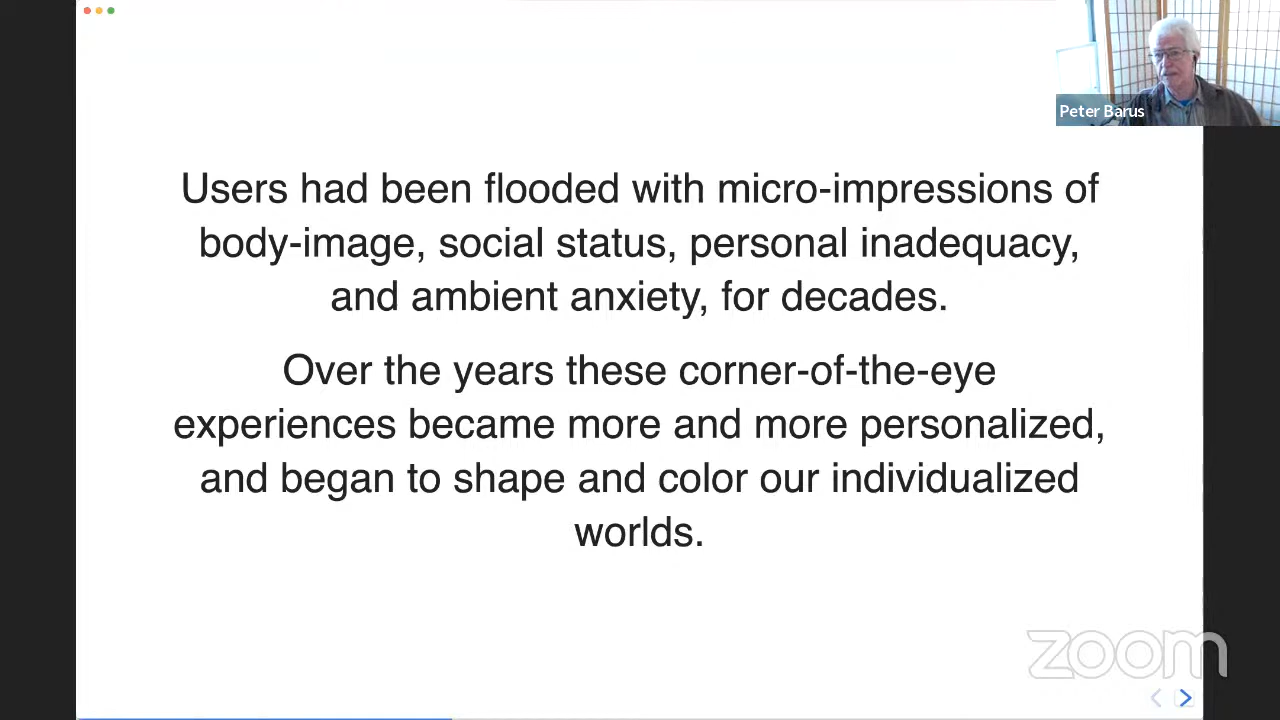 Peter Barus
Users had been flooded with micro-impressions of
body-image, social status, personal inadequacy,
and ambient anxiety, for decades.
Over the years these corner-of-the-eye
experiences became more and more personalized,
and began to shape and color our individualized
worlds.
zoom